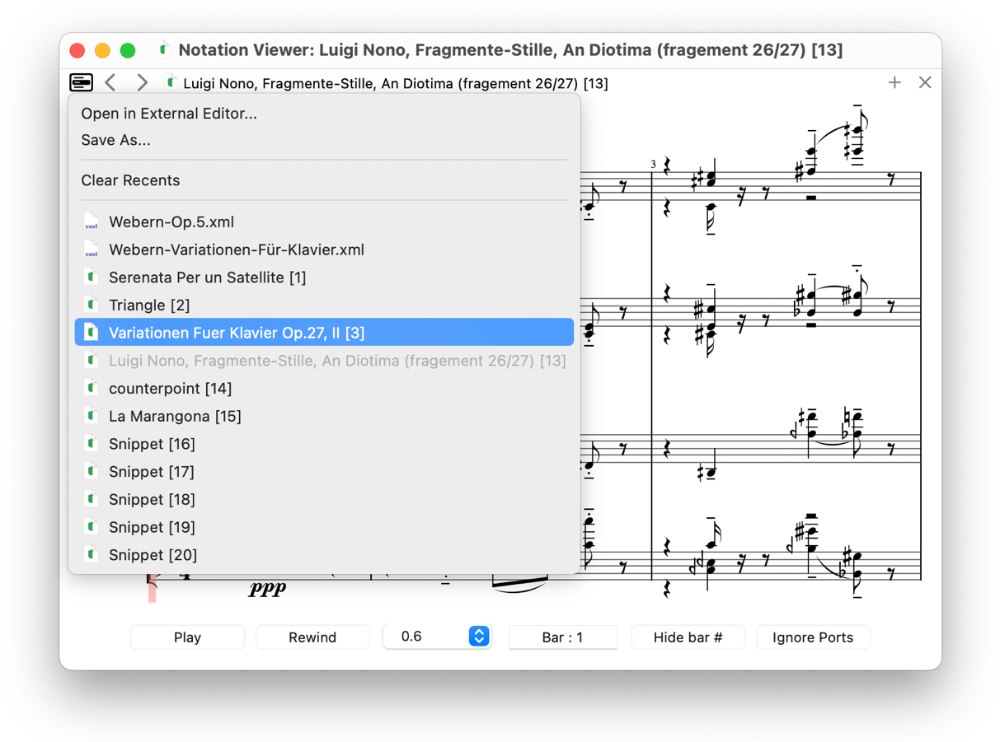 Notation Viewer: Luigi Nono, Fragmente-Stille, An Diotima (fragement 26/27) [13]
Luigi Nono, Fragmente-Stille, An Diotima (fragement 26/27) [13]
Open in External Editor...
Save As...
Clear Recents
xml Webern-Op.5.xml
xml Webern-Variationen-Für-Klavier.xml
Serenata Per un Satellite [1]
Triangle [2]
Variationen Fuer Klavier Op.27, II [3]
Luigi Nono, Fragmente-Stille, An Diotima (fragement 26/27) [13]
counterpoint [14]
La Marangona [15]
Snippet [16]
Snippet [17]
Snippet [18]
Snippet [19]
Snippet [20]
3
ppp
Play
Rewind
0.6
Bar : 1
Hide bar #
Ignore Ports